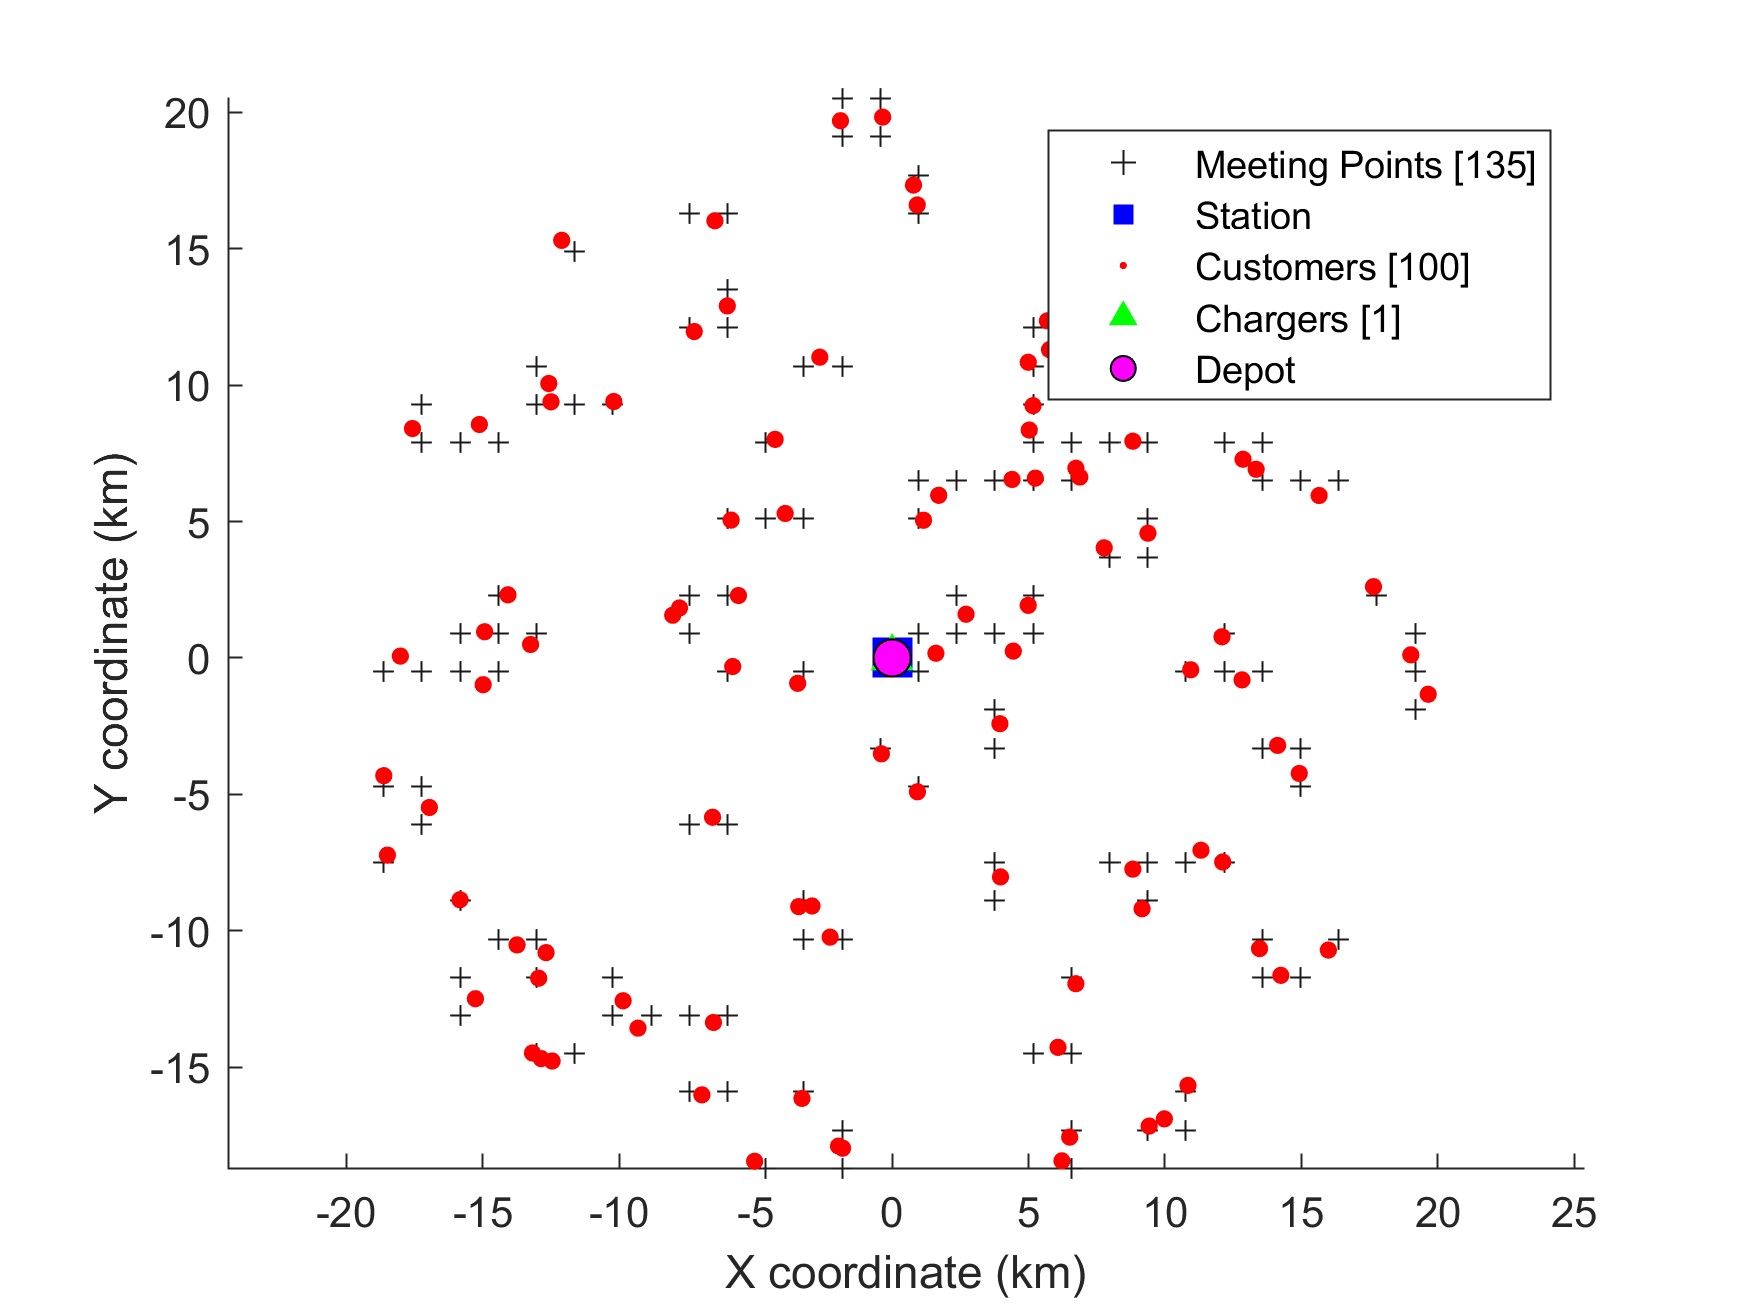 20
15
10
5
0
-5
-10
-15
Y coordinate (km)
Meeting Points [135]
Station
Customers [100]
Chargers [1]
Depot
-20 -15 -10 -5 0 5 10 15 20 25
X coordinate (km)